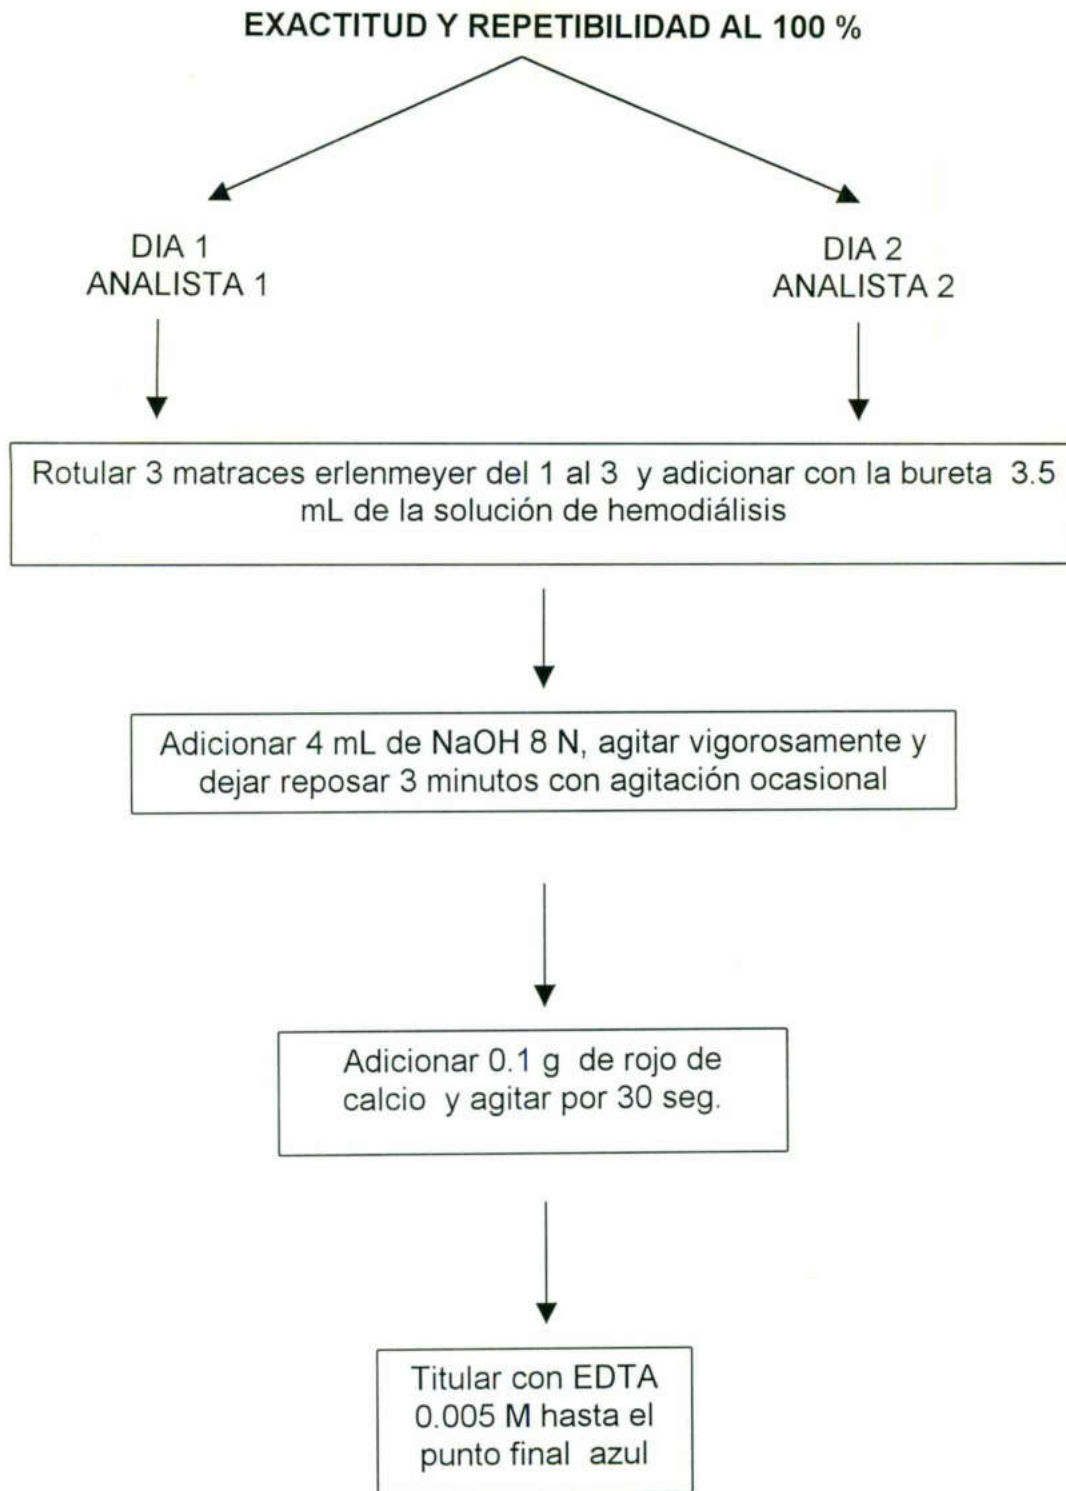 EXACTITUD Y REPETIBILIDAD AL 100 %
DIA 1
ANALISTA 1
DIA 2
ANALISTA 2
Rotular 3 matraces erlenmeyer del 1 al 3 y adicionar con la bureta 3.5
mL de la solución de hemodiálisis
Adicionar 4 mL de NaOH 8 N, agitar vigorosamente y
dejar reposar 3 minutos con agitación ocasional
Adicionar 0.1 g de rojo de
calcio y agitar por 30 seg.
Titular con EDTA
0.005 M hasta el
punto final azul